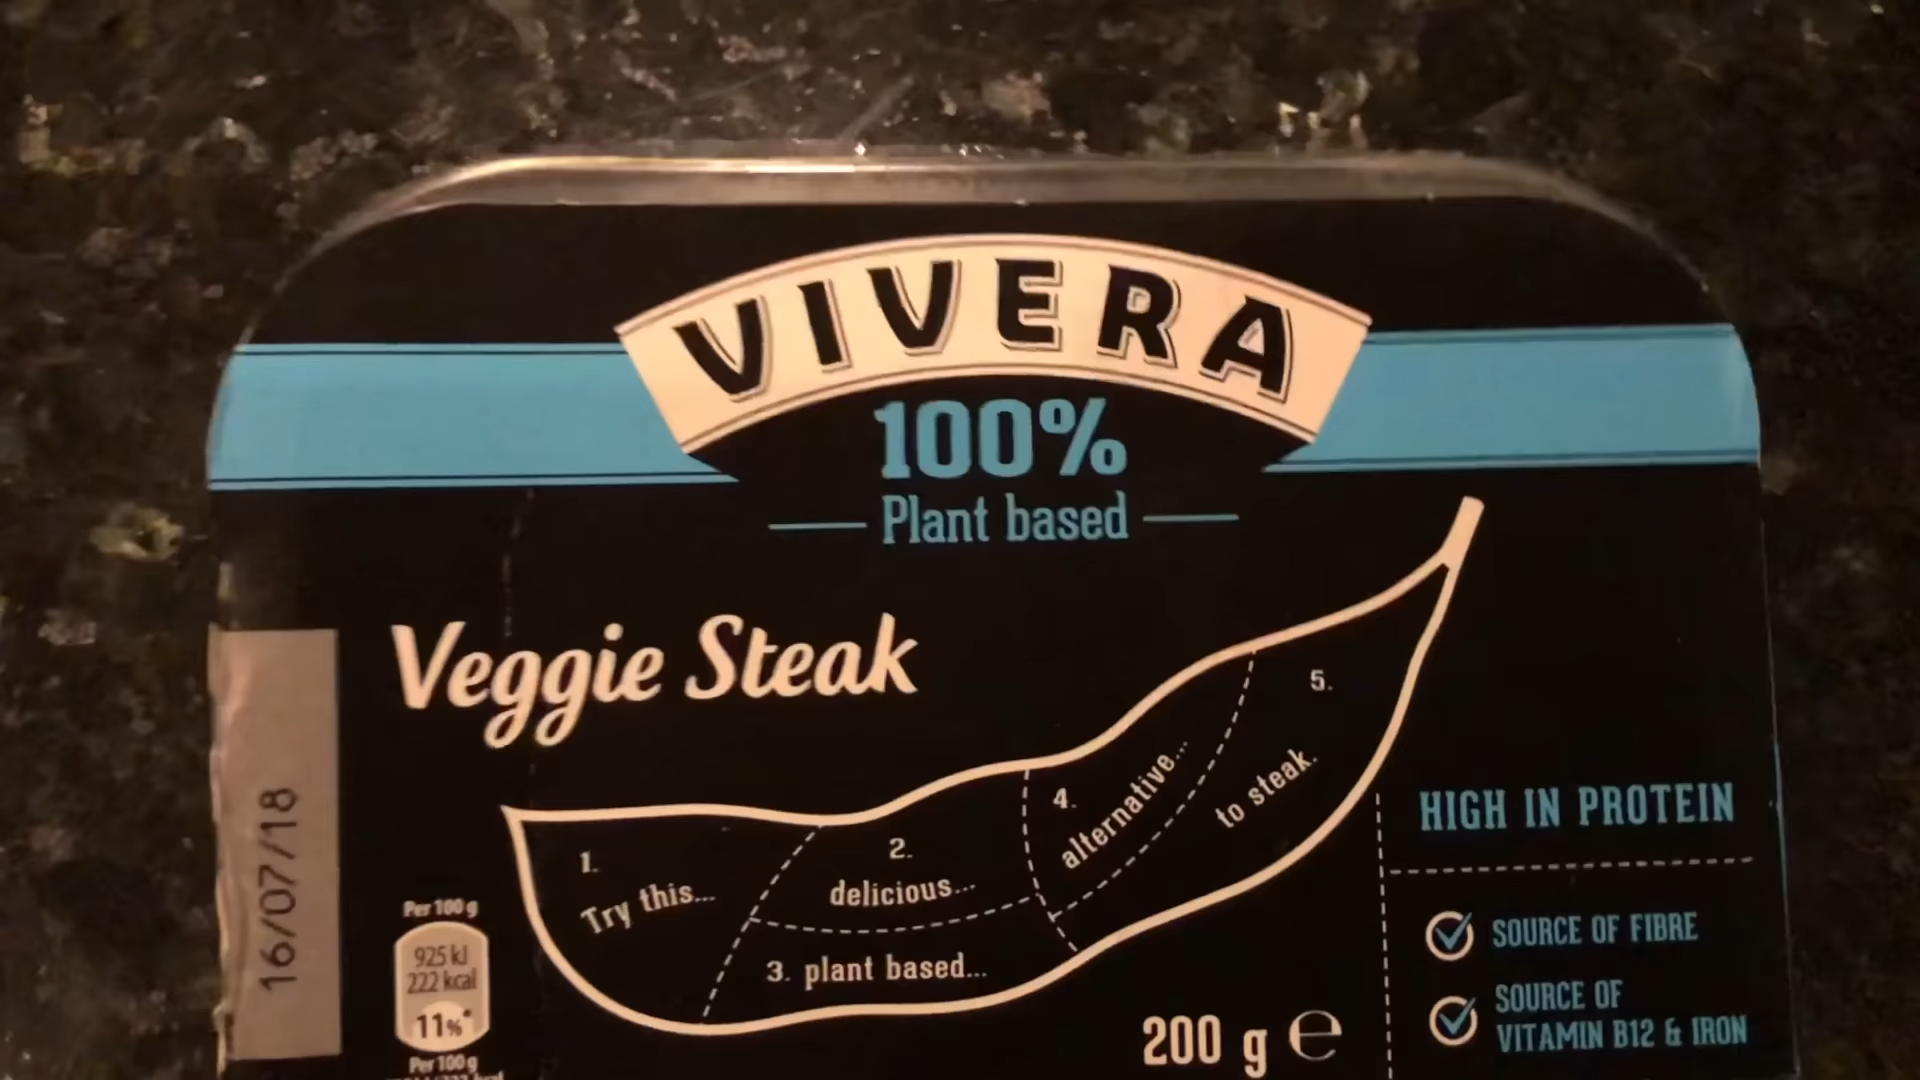 VIVERA
100%
Plant based
Veggie Steak
1.
Try this...
2.
delicious...
3. plant based...
4.
alternative...
5.
to steak.
HIGH IN PROTEIN
SOURCE OF FIBRE
SOURCE OF
VITAMIN B12 & IRON
200 g e
16/07/18
Per 100 g
925 kJ
222 kcal
11%*
Per 100 g